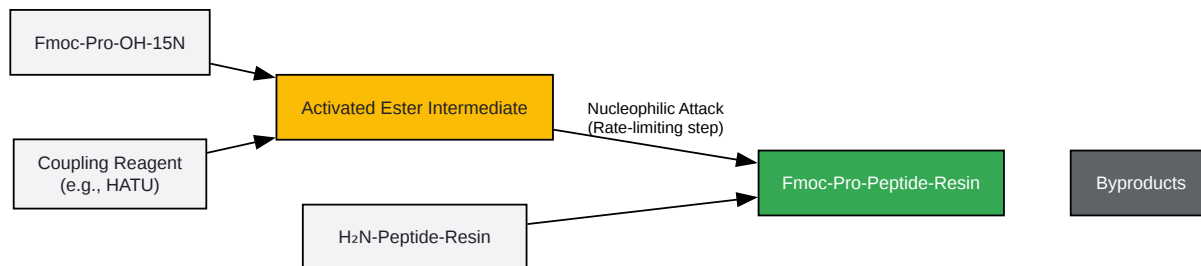 Fmoc-Pro-OH-15N
Activated Ester Intermediate
Nucleophilic Attack
(Rate-limiting step)
Coupling Reagent
(e.g., HATU)
Fmoc-Pro-Peptide-Resin
Byproducts
H₂N-Peptide-Resin